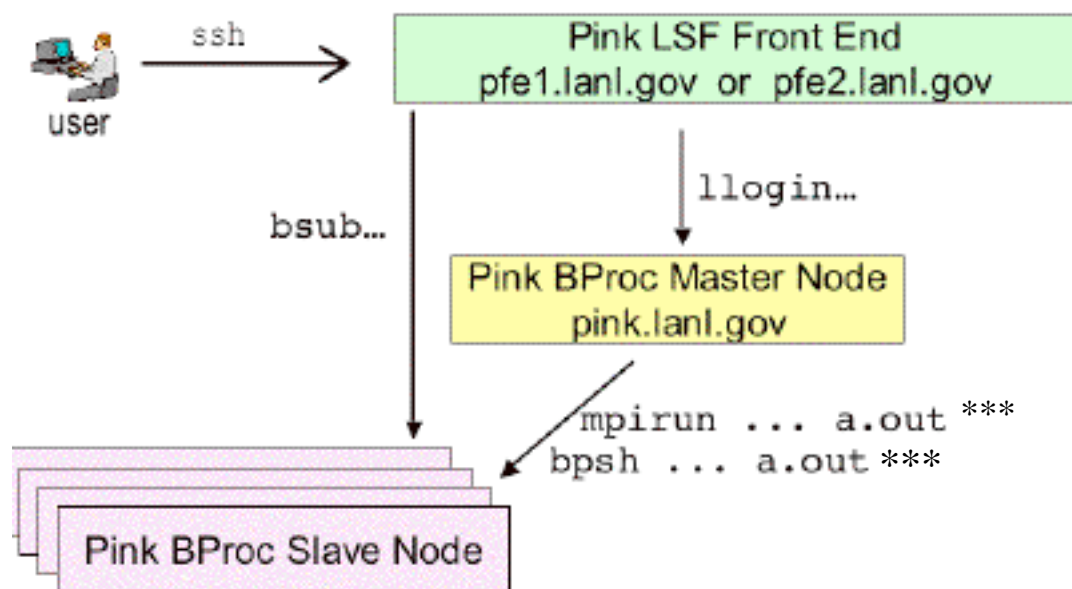 ssh
user
Pink LSF Front End
pfe1.lanl.gov or pfe2.lanl.gov
bsub…
llogin…
Pink BProc Master Node
pink.lanl.gov
mpirun ... a.out ***
bpsh ... a.out ***
Pink BProc Slave Node